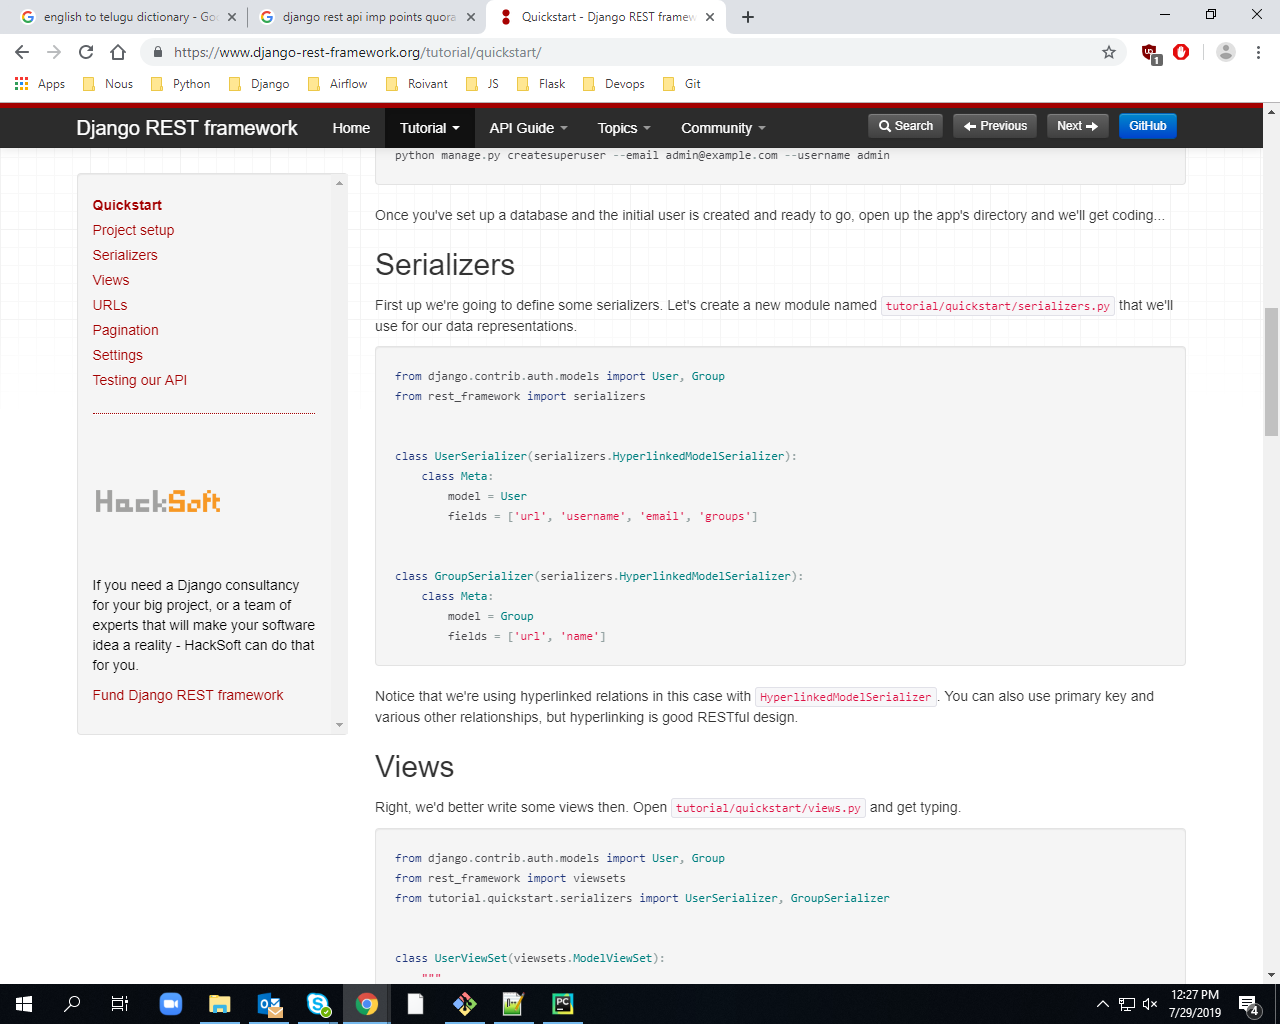 english to telugu dictionary - Goo
django rest api imp points quora
Quickstart - Django REST framew
https://www.django-rest-framework.org/tutorial/quickstart/
1
Apps Nous Python Django Airflow Roivant JS Flask Devops Git
Django REST framework Home Tutorial API Guide Topics Community Search Previous Next GitHub
python manage.py createsuperuser --email admin@example.com --username admin
Quickstart
Project setup
Serializers
Views
URLs
Pagination
Settings
Testing our API
HackSoft
If you need a Django consultancy
for your big project, or a team of
experts that will make your software
idea a reality - HackSoft can do that
for you.
Fund Django REST framework
Once you've set up a database and the initial user is created and ready to go, open up the app's directory and we'll get coding...
Serializers
First up we're going to define some serializers. Let's create a new module named tutorial/quickstart/serializers.py that we'll
use for our data representations.
from django.contrib.auth.models import User, Group
from rest_framework import serializers
class UserSerializer(serializers.HyperlinkedModelSerializer):
class Meta:
model = User
fields = ['url', 'username', 'email', 'groups']
class GroupSerializer(serializers.HyperlinkedModelSerializer):
class Meta:
model = Group
fields = ['url', 'name']
Notice that we're using hyperlinked relations in this case with HyperlinkedModelSerializer. You can also use primary key and
various other relationships, but hyperlinking is good RESTful design.
Views
Right, we'd better write some views then. Open tutorial/quickstart/views.py and get typing.
from django.contrib.auth.models import User, Group
from rest_framework import viewsets
from tutorial.quickstart.serializers import UserSerializer, GroupSerializer
class UserViewSet(viewsets.ModelViewSet):
"""
12:27 PM
7/29/2019
4